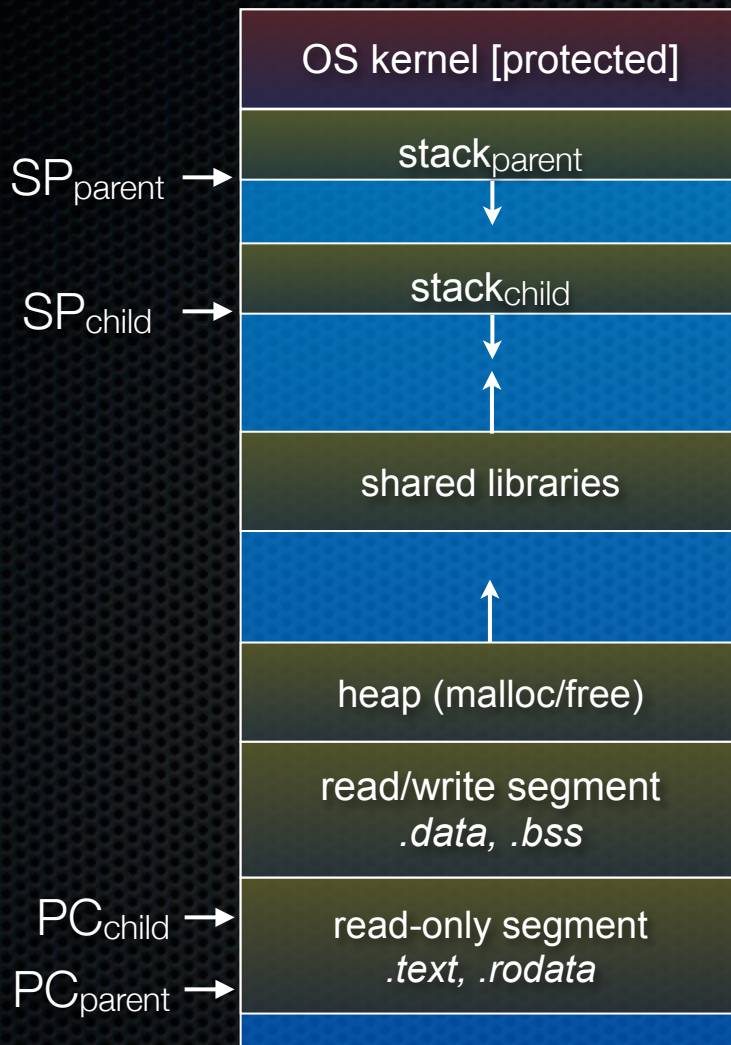 OS kernel [protected]
stackparent
SPparent
stackchild
SPchild
shared libraries
heap (malloc/free)
read/write segment
.data, .bss
PCchild
read-only segment
.text, .rodata
PCparent